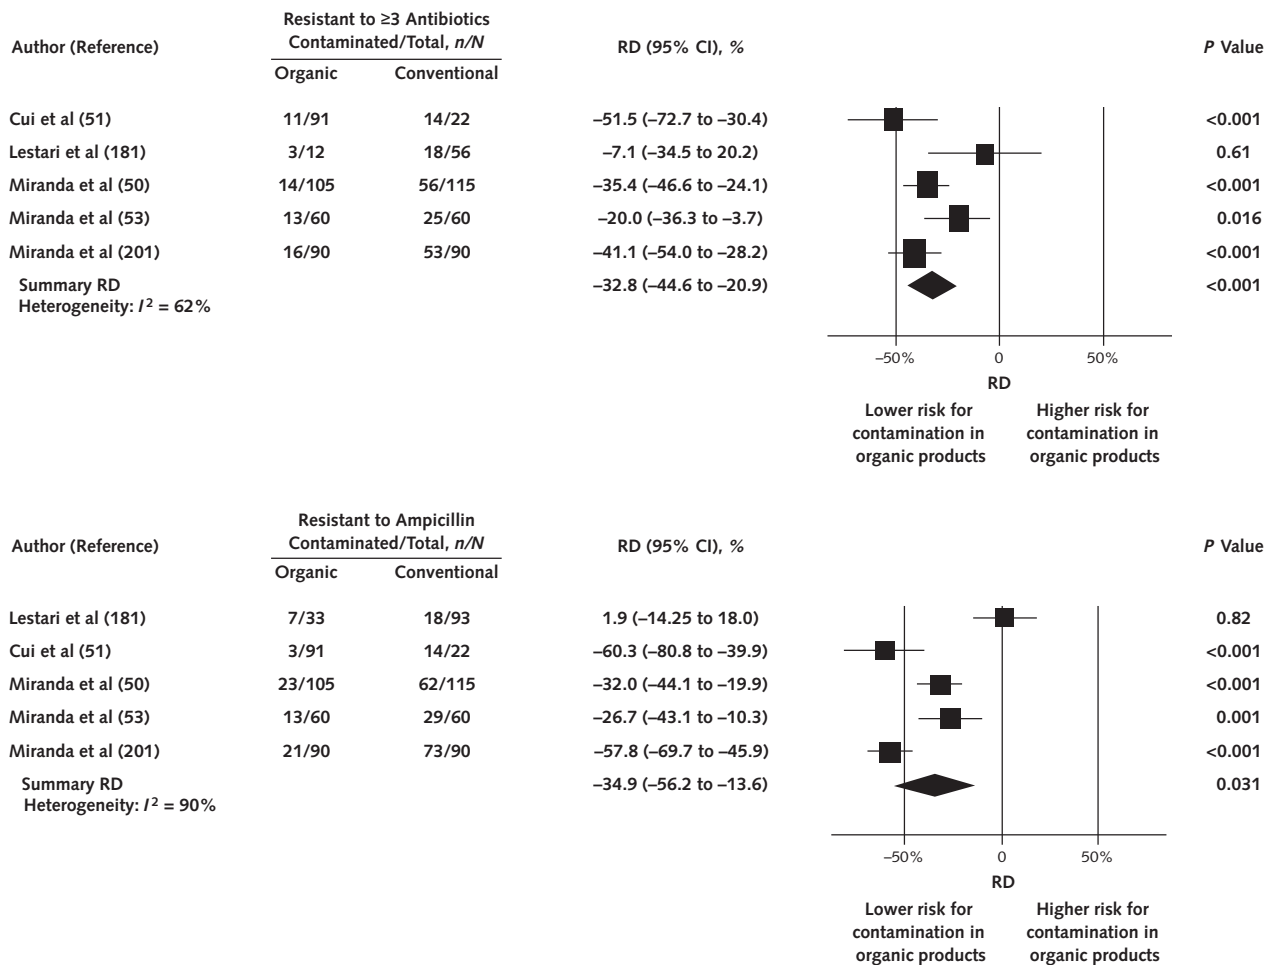 Resistant to ≥3 Antibiotics
Author (Reference) Contaminated/Total, n/N RD (95% CI), % P Value
Organic Conventional
Cui et al (51) 11/91 14/22 –51.5 (–72.7 to –30.4) <0.001
Lestari et al (181) 3/12 18/56 –7.1 (–34.5 to 20.2) 0.61
Miranda et al (50) 14/105 56/115 –35.4 (–46.6 to –24.1) <0.001
Miranda et al (53) 13/60 25/60 –20.0 (–36.3 to –3.7) 0.016
Miranda et al (201) 16/90 53/90 –41.1 (–54.0 to –28.2) <0.001
Summary RD –32.8 (–44.6 to –20.9) <0.001
Heterogeneity: I² = 62%
–50% 0 50%
RD
Lower risk for Higher risk for
contamination in contamination in
organic products organic products
Resistant to Ampicillin
Author (Reference) Contaminated/Total, n/N RD (95% CI), % P Value
Organic Conventional
Lestari et al (181) 7/33 18/93 1.9 (–14.25 to 18.0) 0.82
Cui et al (51) 3/91 14/22 –60.3 (–80.8 to –39.9) <0.001
Miranda et al (50) 23/105 62/115 –32.0 (–44.1 to –19.9) <0.001
Miranda et al (53) 13/60 29/60 –26.7 (–43.1 to –10.3) 0.001
Miranda et al (201) 21/90 73/90 –57.8 (–69.7 to –45.9) <0.001
Summary RD –34.9 (–56.2 to –13.6) 0.031
Heterogeneity: I² = 90%
–50% 0 50%
RD
Lower risk for Higher risk for
contamination in contamination in
organic products organic products